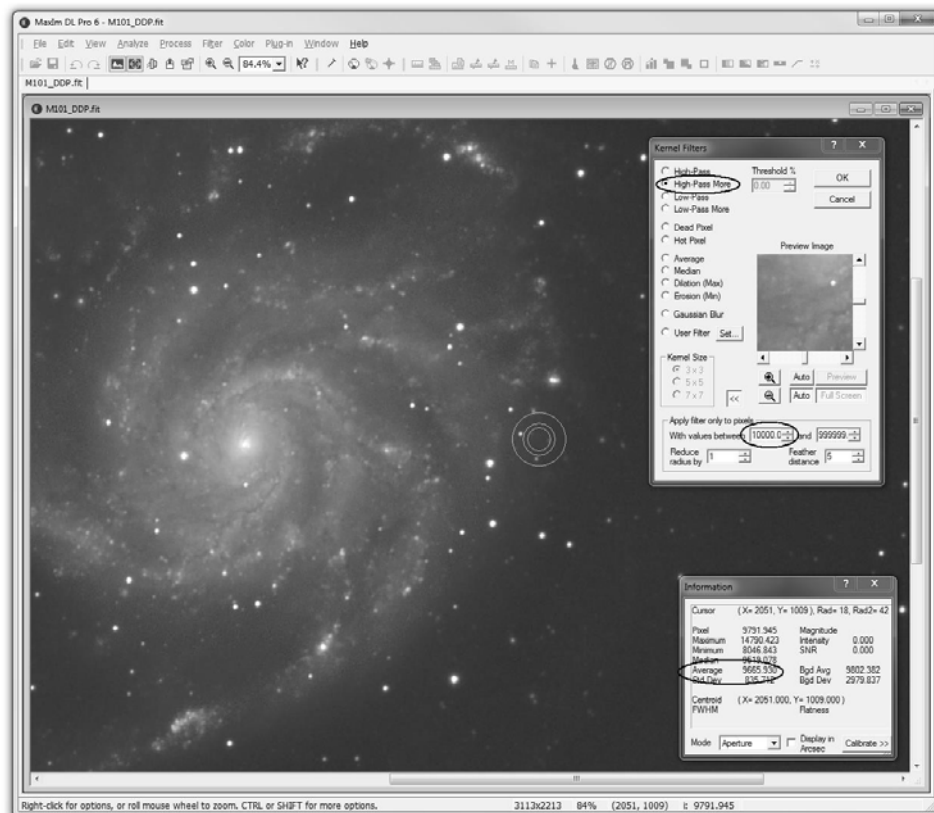 MaxIm DL Pro 6 - M101_DDP.fit
File Edit View Analyze Process Filter Color Plug-in Window Help
84.4%
M101_DDP.fit
M101_DDP.fit
Kernel Filters
High-Pass
High-Pass More
Low-Pass
Low-Pass More
Dead Pixel
Hot Pixel
Average
Median
Dilation (Max)
Erosion (Min)
Gaussian Blur
User Filter Set...
Threshold %
0.00
OK
Cancel
Preview Image
Kernel Size
3 x 3
5 x 5
7 x 7
<<
Auto Preview
Auto Full Screen
Apply filter only to pixels
With values between 10000.0 and 999999.
Reduce radius by 1 Feather distance 5
Information
Cursor (X= 2051, Y= 1009 ), Rad= 18, Rad2= 42
Pixel 9791.945 Magnitude
Maximum 14790.423 Intensity 0.000
Minimum 8046.843 SNR 0.000
Median 9619.078
Average 9665.930 Bgd Avg 9802.382
Std Dev 835.712 Bgd Dev 2979.837
Centroid (X= 2051.000, Y= 1009.000 )
FWHM Flatness
Mode Aperture Display in Arcsec Calibrate >>
Right-click for options, or roll mouse wheel to zoom. CTRL or SHIFT for more options. 3113x2213 84% (2051, 1009) i: 9791.945